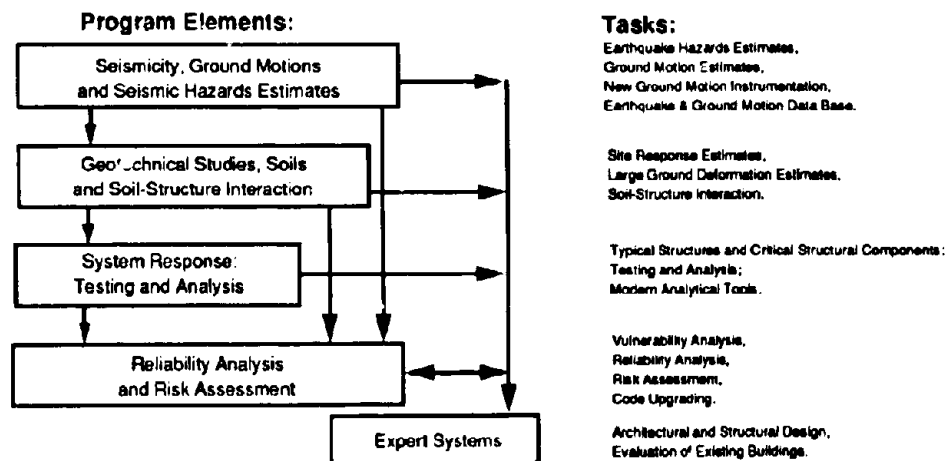 Program Elements:
Seismicity, Ground Motions
and Seismic Hazards Estimates
Geotechnical Studies, Soils
and Soil-Structure Interaction
System Response:
Testing and Analysis
Reliability Analysis
and Risk Assessment
Expert Systems
Tasks:
Earthquake Hazards Estimates,
Ground Motion Estimates,
New Ground Motion Instrumentation,
Earthquake & Ground Motion Data Base.
Site Response Estimates,
Large Ground Deformation Estimates,
Soil-Structure Interaction.
Typical Structures and Critical Structural Components:
Testing and Analysis;
Modern Analytical Tools.
Vulnerability Analysis,
Reliability Analysis,
Risk Assessment,
Code Upgrading.
Architectural and Structural Design,
Evaluation of Existing Buildings.